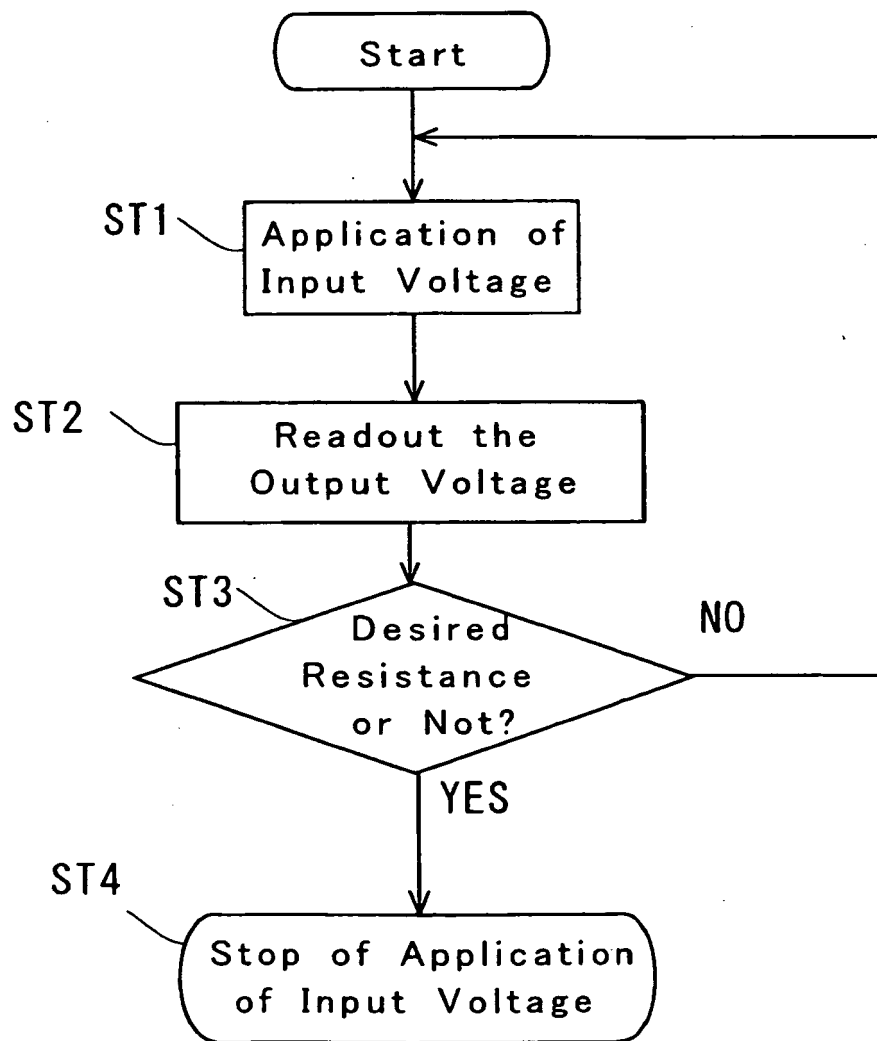 Start
ST1
Application of
Input Voltage
ST2
Readout the
Output Voltage
ST3
Desired
Resistance
or Not?
NO
YES
ST4
Stop of Application
of Input Voltage